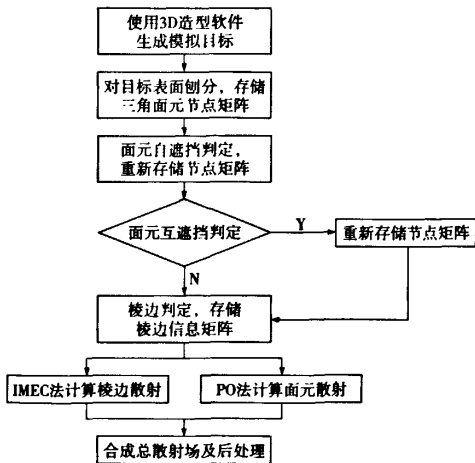 使用3D造型软件
生成模拟目标
对目标表面刨分，存储
三角面元节点矩阵
面元自遮挡判定，
重新存储节点矩阵
面元互遮挡判定
Y
重新存储节点矩阵
N
棱边判定，存储
棱边信息矩阵
IMEC法计算棱边散射
PO法计算面元散射
合成总散射场及后处理